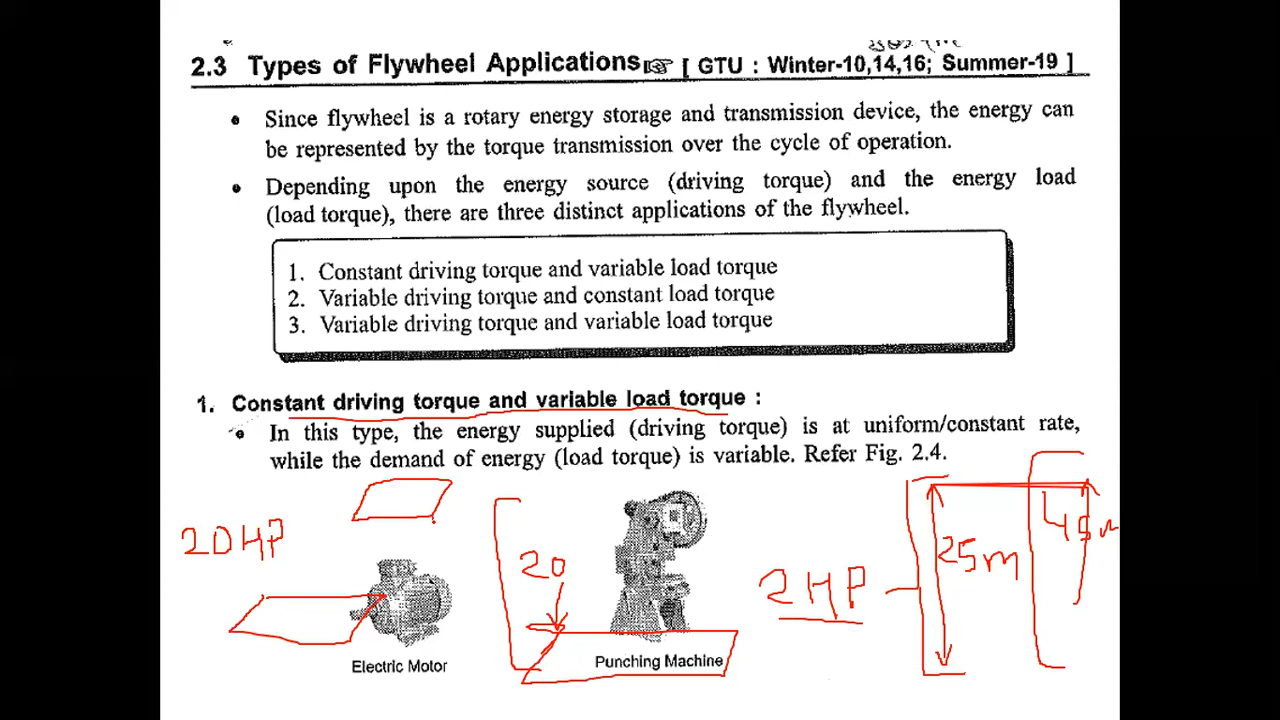 2.3 Types of Flywheel Applications ☞ [ GTU : Winter-10,14,16; Summer-19 ]
• Since flywheel is a rotary energy storage and transmission device, the energy can
be represented by the torque transmission over the cycle of operation.
• Depending upon the energy source (driving torque) and the energy load
(load torque), there are three distinct applications of the flywheel.
1. Constant driving torque and variable load torque
2. Variable driving torque and constant load torque
3. Variable driving torque and variable load torque
1. Constant driving torque and variable load torque :
• In this type, the energy supplied (driving torque) is at uniform/constant rate,
while the demand of energy (load torque) is variable. Refer Fig. 2.4.
20HP
20
2HP
25m
45m
Electric Motor
Punching Machine